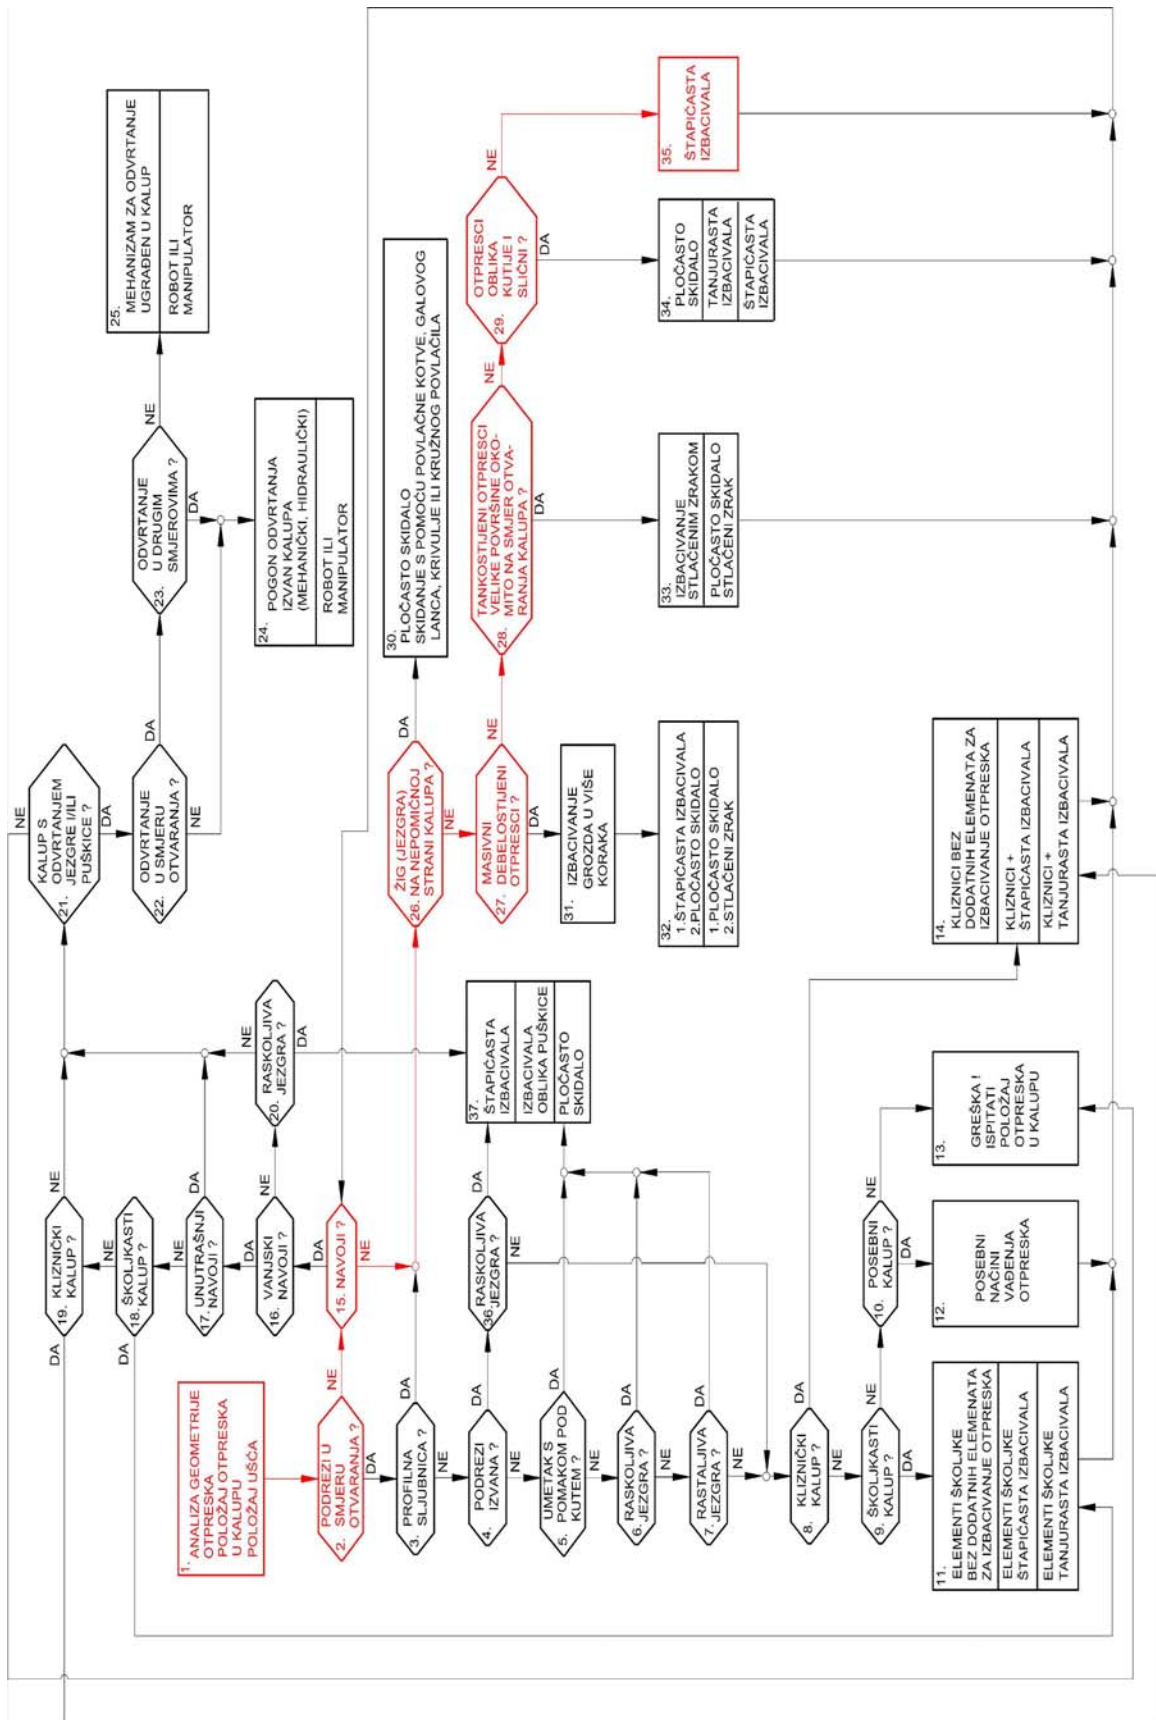 1. ANALIZA GEOMETRIJE
OTPRESKA
POLOŽAJ OTPRESKA
U KALUPU
POLOŽAJ UŠĆA
2. PODREZI U
SMJERU
OTVARANJA ?
NE
DA
3. PROFILNA
SLJUBNICA ?
DA
NE
4. PODREZI
IZVANA ?
DA
NE
5. UMETAK S
POMAKOM POD
KUTEM ?
DA
NE
6. RASKOLJIVA
JEZGRA ?
DA
NE
7. RASTALJIVA
JEZGRA ?
DA
NE
8. KLIZNIČKI
KALUP ?
DA
NE
9. ŠKOLJKASTI
KALUP ?
NE
DA
10. POSEBNI
KALUP ?
NE
DA
11. ELEMENTI ŠKOLJKE
BEZ DODATNIH ELEMENATA
ZA IZBACIVANJE OTPRESKA
ELEMENTI ŠKOLJKE
ŠTAPIĆASTA IZBACIVALA
ELEMENTI ŠKOLJKE
TANJURASTA IZBACIVALA
12. POSEBNI
NAČINI
VAĐENJA
OTPRESKA
13. GREŠKA !
ISPITATI
POLOŽAJ
OTPRESKA
U KALUPU
14. KLIZNICI BEZ
DODATNIH ELEMENATA ZA
IZBACIVANJE OTPRESKA
KLIZNICI +
ŠTAPIĆASTA IZBACIVALA
KLIZNICI +
TANJURASTA IZBACIVALA
15. NAVOJI ?
NE
DA
16. VANJSKI
NAVOJI ?
NE
DA
17. UNUTRAŠNJI
NAVOJI ?
DA
NE
18. ŠKOLJKASTI
KALUP ?
DA
NE
19. KLIZNIČKI
KALUP ?
DA
NE
20. RASKOLJIVA
JEZGRA ?
NE
DA
21. KALUP S
ODVRTANJEM
JEZGRE I/ILI
PUŠKICE ?
NE
DA
22. ODVRTANJE
U SMJERU
OTVARANJA ?
DA
NE
23. ODVRTANJE
U DRUGIM
SMJEROVIMA ?
NE
DA
24. POGON ODVRTANJA
IZVAN KALUPA
(MEHANIČKI, HIDRAULIČKI)
ROBOT ILI
MANIPULATOR
25. MEHANIZAM ZA ODVRTANJE
UGRAĐEN U KALUP
ROBOT ILI
MANIPULATOR
ŽIG (JEZGRA)
26. NA NEPOMIČNOJ
STRANI KALUPA ?
DA
NE
27. MASIVNI
DEBELOSTIJENI
OTPRESCI ?
NE
DA
28. TANKOSTIJENI OTPRESCI
VELIKE POVRŠINE OKO-
MITO NA SMJER OTVA-
RANJA KALUPA ?
NE
DA
29. OTPRESCI
OBLIKA
KUTIJE I
SLIČNI ?
NE
DA
30. PLOČASTO SKIDALO
SKIDANJE S POMOĆU POVLAČNE KOTVE, GALOVOG
LANCA, KRIVULJE ILI KRUŽNOG POVLAČILA
31. IZBACIVANJE
GROZDA U VIŠE
KORAKA
32. 1.ŠTAPIĆASTA IZBACIVALA
2.PLOČASTO SKIDALO
1.PLOČASTO SKIDALO
2.STLAČENI ZRAK
33. IZBACIVANJE
STLAČENIM ZRAKOM
PLOČASTO SKIDALO
STLAČENI ZRAK
34. PLOČASTO
SKIDALO
TANJURASTA
IZBACIVALA
ŠTAPIĆASTA
IZBACIVALA
35. ŠTAPIĆASTA
IZBACIVALA
36. RASKOLJIVA
JEZGRA ?
DA
NE
37. ŠTAPIĆASTA
IZBACIVALA
IZBACIVALA
OBLIKA PUŠKICE
PLOČASTO
SKIDALO